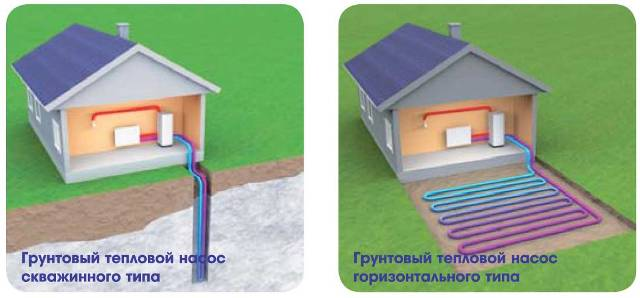 Грунтовый тепловой насос
скважинного типа
Грунтовый тепловой насос
горизонтального типа